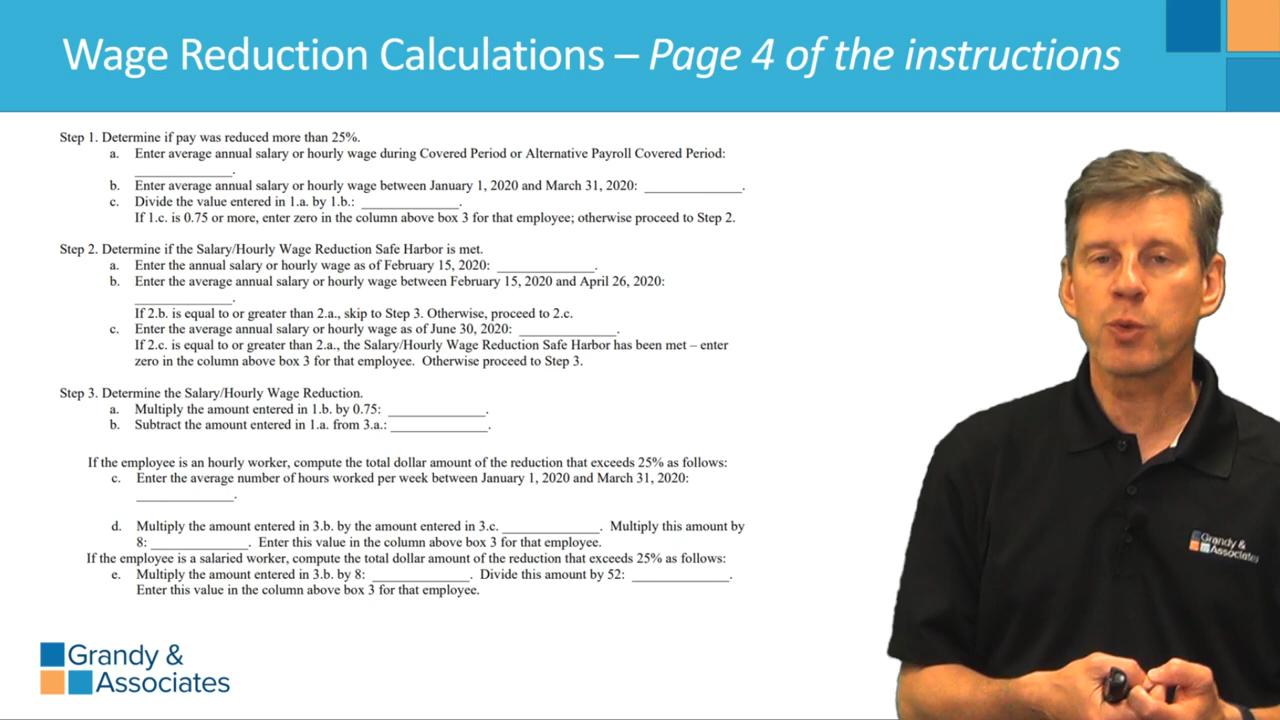 Wage Reduction Calculations – Page 4 of the instructions
Step 1. Determine if pay was reduced more than 25%.
a. Enter average annual salary or hourly wage during Covered Period or Alternative Payroll Covered Period:
______________.
b. Enter average annual salary or hourly wage between January 1, 2020 and March 31, 2020: ______________.
c. Divide the value entered in 1.a. by 1.b.: ______________.
If 1.c. is 0.75 or more, enter zero in the column above box 3 for that employee; otherwise proceed to Step 2.
Step 2. Determine if the Salary/Hourly Wage Reduction Safe Harbor is met.
a. Enter the annual salary or hourly wage as of February 15, 2020: ______________.
b. Enter the average annual salary or hourly wage between February 15, 2020 and April 26, 2020:
______________.
If 2.b. is equal to or greater than 2.a., skip to Step 3. Otherwise, proceed to 2.c.
c. Enter the average annual salary or hourly wage as of June 30, 2020: ______________.
If 2.c. is equal to or greater than 2.a., the Salary/Hourly Wage Reduction Safe Harbor has been met – enter
zero in the column above box 3 for that employee. Otherwise proceed to Step 3.
Step 3. Determine the Salary/Hourly Wage Reduction.
a. Multiply the amount entered in 1.b. by 0.75: ______________.
b. Subtract the amount entered in 1.a. from 3.a.: ______________.
If the employee is an hourly worker, compute the total dollar amount of the reduction that exceeds 25% as follows:
c. Enter the average number of hours worked per week between January 1, 2020 and March 31, 2020:
______________.
d. Multiply the amount entered in 3.b. by the amount entered in 3.c. ______________. Multiply this amount by
8: ______________. Enter this value in the column above box 3 for that employee.
If the employee is a salaried worker, compute the total dollar amount of the reduction that exceeds 25% as follows:
e. Multiply the amount entered in 3.b. by 8: ______________. Divide this amount by 52: ______________.
Enter this value in the column above box 3 for that employee.
Grandy &
Associates
Grandy &
Associates